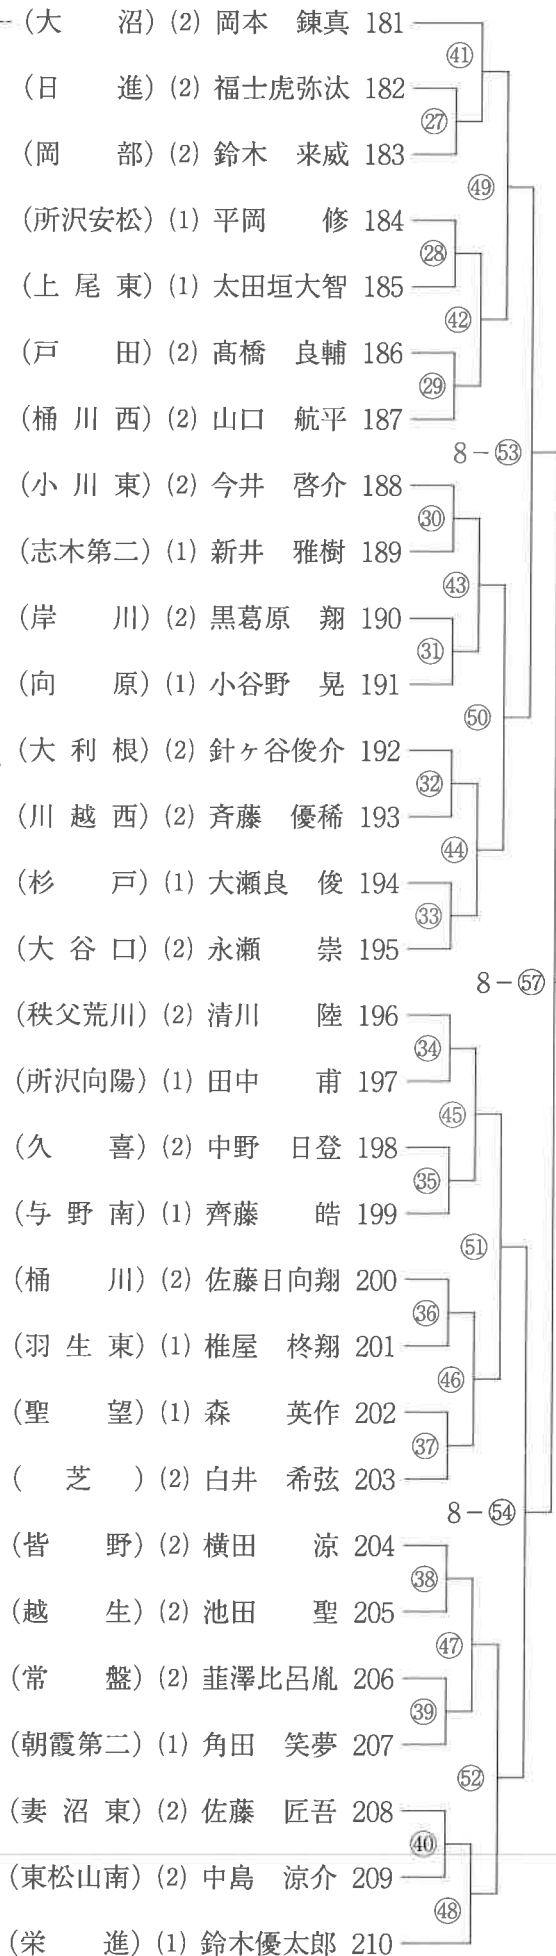 (大沼) (2) 岡本 錬真 181
㊶
(日進) (2) 福士虎弥汰 182
㉗
(岡部) (2) 鈴木 来威 183
㊾
(所沢安松) (1) 平岡 修 184
㉘
(上尾東) (1) 太田垣大智 185
㊷
(戸田) (2) 髙橋 良輔 186
㉙
(桶川西) (2) 山口 航平 187
8-53
(小川東) (2) 今井 啓介 188
㉚
(志木第二) (1) 新井 雅樹 189
㊸
(岸川) (2) 黒葛原 翔 190
㉛
(向原) (1) 小谷野 晃 191
㊿
(大利根) (2) 針ヶ谷俊介 192
㉜
(川越西) (2) 斉藤 優稀 193
㊹
(杉戸) (1) 大瀬良 俊 194
㉝
(大谷口) (2) 永瀬 崇 195
8-57
(秩父荒川) (2) 清川 陸 196
㉞
(所沢向陽) (1) 田中 甫 197
㊺
(久喜) (2) 中野 日登 198
㉟
(与野南) (1) 齊藤 皓 199
51
(桶川) (2) 佐藤日向翔 200
㊱
(羽生東) (1) 椎屋 柊翔 201
㊻
(聖望) (1) 森 英作 202
㊲
(芝) (2) 白井 希弦 203
8-54
(皆野) (2) 横田 涼 204
㊳
(越生) (2) 池田 聖 205
㊼
(常盤) (2) 韮澤比呂胤 206
㊴
(朝霞第二) (1) 角田 笑夢 207
52
(妻沼東) (2) 佐藤 匠吾 208
㊵
(東松山南) (2) 中島 涼介 209
㊽
(栄進) (1) 鈴木優太郎 210